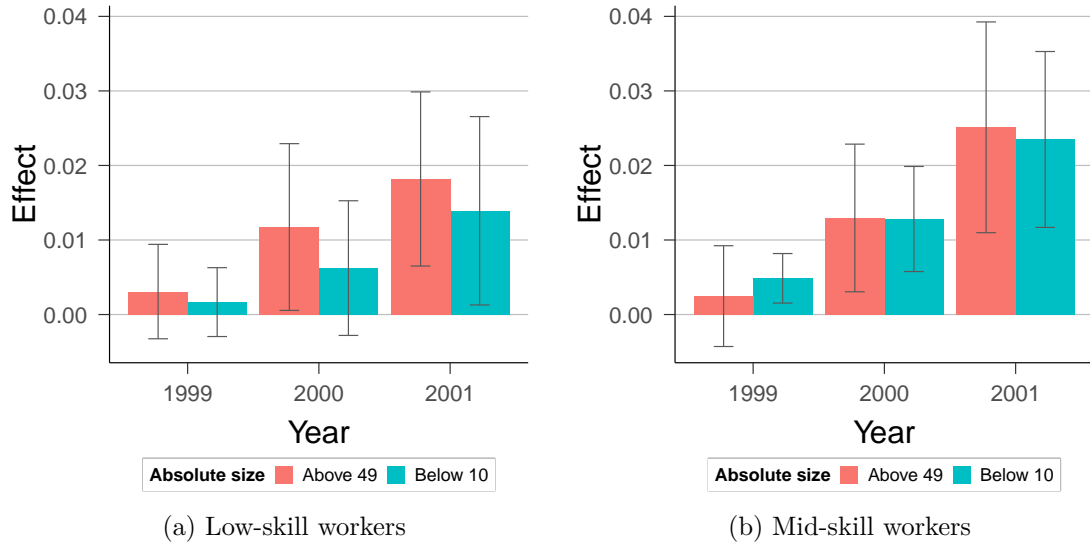 0.04
0.03
0.02
0.01
0.00
Effect
1999 2000 2001
Year
Absolute size Above 49 Below 10
(a) Low-skill workers
0.04
0.03
0.02
0.01
0.00
Effect
1999 2000 2001
Year
Absolute size Above 49 Below 10
(b) Mid-skill workers